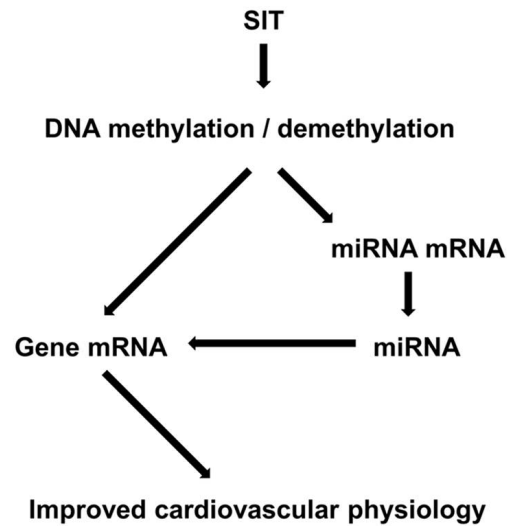 SIT
DNA methylation / demethylation
miRNA mRNA
Gene mRNA
miRNA
Improved cardiovascular physiology